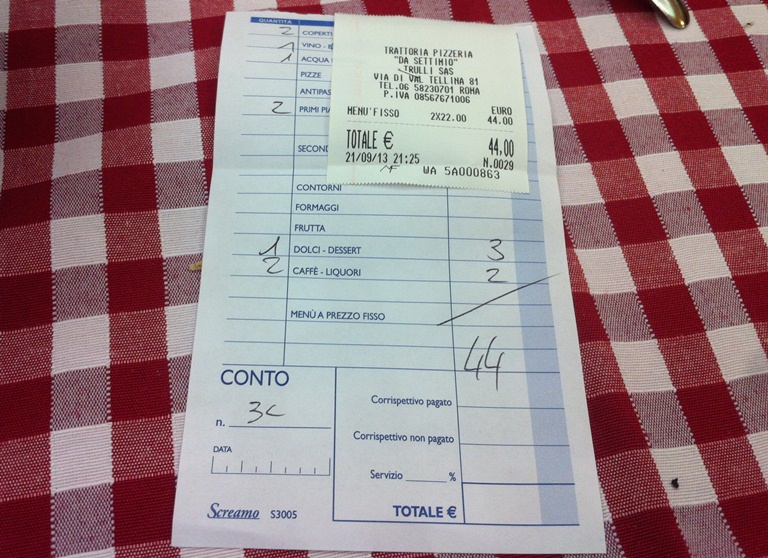 QUANTITÀ
2 COPERTI
1 VINO - B
1 ACQUA
PIZZE
ANTIPAS
2 PRIMI PIA
SECOND
CONTORNI
FORMAGGI
FRUTTA
1 DOLCI - DESSERT 3
2 CAFFÈ - LIQUORI 2
MENÙ A PREZZO FISSO
44
CONTO
n. 3C
DATA
Corrispettivo pagato
Corrispettivo non pagato
Servizio %
TOTALE €
Screamo S3005
TRATTORIA PIZZERIA
"DA SETTIMIO"
TRULLI SAS
VIA DI VAL TELLINA 81
TEL.06 58230701 ROMA
P.IVA 08567671006
EURO
MENU'FISSO 2X22.00 44.00
TOTALE € 44,00
21/09/13 21:25 N.0029
WA 5A000863